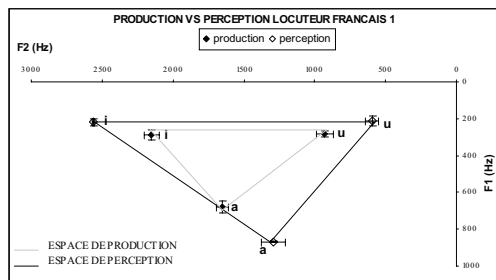 PRODUCTION VS PERCEPTION LOCUTEUR FRANCAIS 1
F2 (Hz)
production perception
3000 2500 2000 1500 1000 500 0
0
i
u
i
u
200
400
F1 (Hz)
600
a
800
a
1000
ESPACE DE PRODUCTION
ESPACE DE PERCEPTION